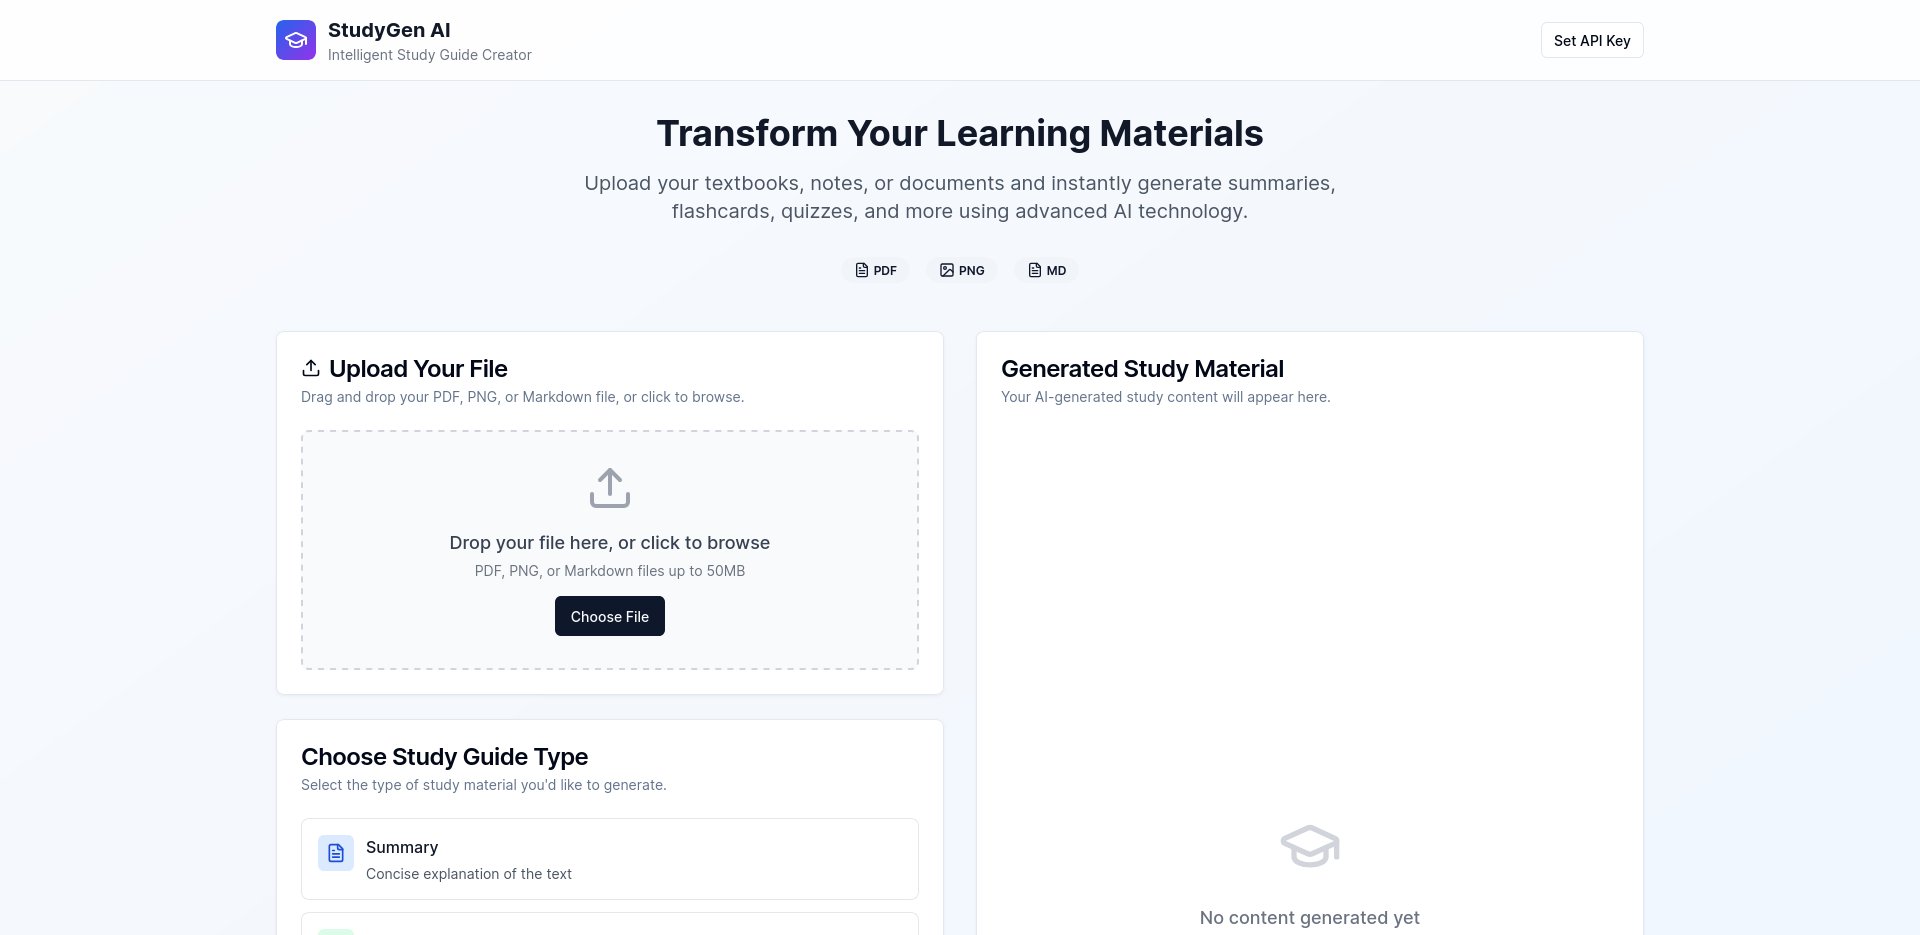 StudyGen AI
Intelligent Study Guide Creator
Set API Key
Transform Your Learning Materials
Upload your textbooks, notes, or documents and instantly generate summaries,
flashcards, quizzes, and more using advanced AI technology.
PDF
PNG
MD
Upload Your File
Drag and drop your PDF, PNG, or Markdown file, or click to browse.
Drop your file here, or click to browse
PDF, PNG, or Markdown files up to 50MB
Choose File
Choose Study Guide Type
Select the type of study material you'd like to generate.
Summary
Concise explanation of the text
Generated Study Material
Your AI-generated study content will appear here.
No content generated yet